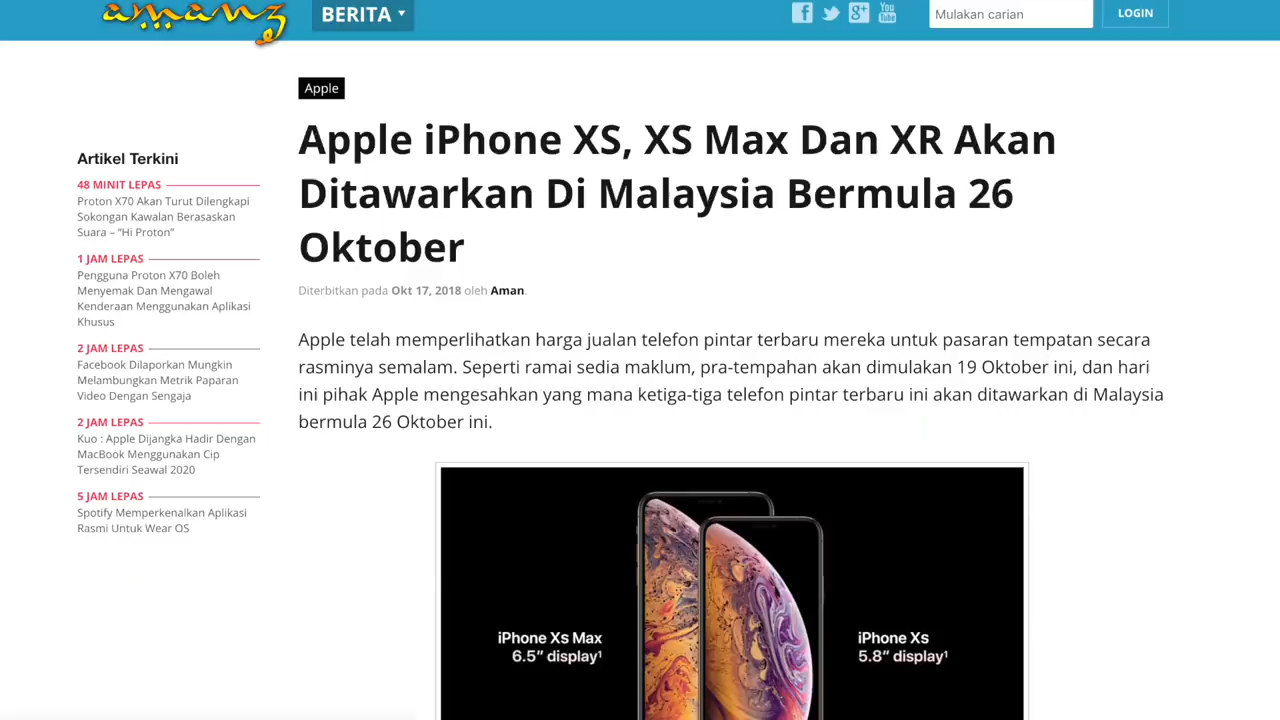 amanz
BERITA
Mulakan carian
LOGIN
Apple
Apple iPhone XS, XS Max Dan XR Akan
Ditawarkan Di Malaysia Bermula 26
Oktober
Diterbitkan pada Okt 17, 2018 oleh Aman.
Artikel Terkini
48 MINIT LEPAS
Proton X70 Akan Turut Dilengkapi
Sokongan Kawalan Berasaskan
Suara – “Hi Proton”
1 JAM LEPAS
Pengguna Proton X70 Boleh
Menyemak Dan Mengawal
Kenderaan Menggunakan Aplikasi
Khusus
2 JAM LEPAS
Facebook Dilaporkan Mungkin
Melambungkan Metrik Paparan
Video Dengan Sengaja
2 JAM LEPAS
Kuo : Apple Dijangka Hadir Dengan
MacBook Menggunakan Cip
Tersendiri Seawal 2020
5 JAM LEPAS
Spotify Memperkenalkan Aplikasi
Rasmi Untuk Wear OS
Apple telah memperlihatkan harga jualan telefon pintar terbaru mereka untuk pasaran tempatan secara
rasminya semalam. Seperti ramai sedia maklum, pra-tempahan akan dimulakan 19 Oktober ini, dan hari
ini pihak Apple mengesahkan yang mana ketiga-tiga telefon pintar terbaru ini akan ditawarkan di Malaysia
bermula 26 Oktober ini.
iPhone Xs Max
6.5” display¹
iPhone Xs
5.8” display¹